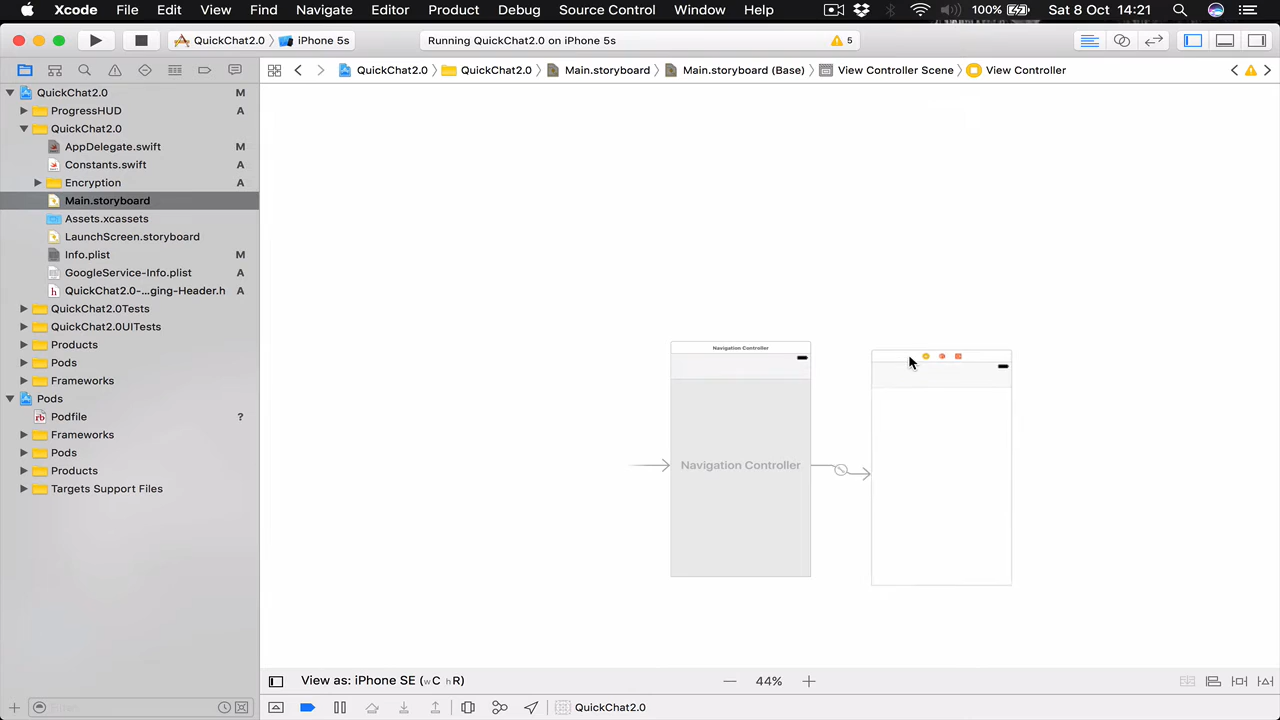 Xcode File Edit View Find Navigate Editor Product Debug Source Control Window Help 100% Sat 8 Oct 14:21
QuickChat2.0 iPhone 5s Running QuickChat2.0 on iPhone 5s 5
QuickChat2.0 QuickChat2.0 Main.storyboard Main.storyboard (Base) View Controller Scene View Controller
QuickChat2.0 M
ProgressHUD A
QuickChat2.0
AppDelegate.swift M
Constants.swift A
Encryption A
Main.storyboard
Assets.xcassets
LaunchScreen.storyboard
Info.plist M
GoogleService-Info.plist A
QuickChat2.0-...ging-Header.h A
QuickChat2.0Tests
QuickChat2.0UITests
Products
Pods
Frameworks
Pods
Podfile ?
Frameworks
Pods
Products
Targets Support Files
Filter
Navigation Controller
Navigation Controller
View as: iPhone SE (wC hR) 44%
QuickChat2.0